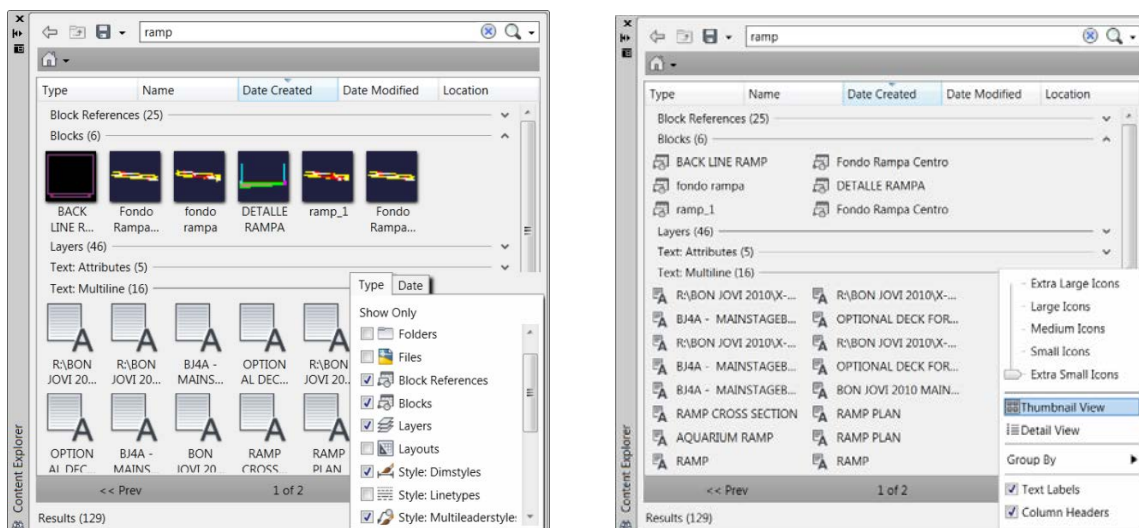 ramp
Type Name Date Created Date Modified Location
Block References (25)
Blocks (6)
BACK LINE R... Fondo Rampa... fondo rampa DETALLE RAMPA ramp_1 Fondo Rampa...
Layers (46)
Text: Attributes (5)
Text: Multiline (16)
R:\BON JOVI 20... R:\BON JOVI 20... BJ4A - MAINS... OPTION AL DEC... R:\BON JOVI 20.
OPTION AL DEC... BJ4A - MAINS... BON JOVI 20... RAMP CROSS... RAMP PLAN
<< Prev 1 of 2
Results (129)
Content Explorer
Type Date
Show Only
Folders
Files
Block References
Blocks
Layers
Layouts
Style: Dimstyles
Style: Linetypes
Style: Multileaderstyle:
ramp
Type Name Date Created Date Modified Location
Block References (25)
Blocks (6)
BACK LINE RAMP Fondo Rampa Centro
fondo rampa DETALLE RAMPA
ramp_1 Fondo Rampa Centro
Layers (46)
Text: Attributes (5)
Text: Multiline (16)
R:\BON JOVI 2010\X-... R:\BON JOVI 2010\X-...
BJ4A - MAINSTAGEB... OPTIONAL DECK FOR...
R:\BON JOVI 2010\X-... R:\BON JOVI 2010\X-...
BJ4A - MAINSTAGEB... OPTIONAL DECK FOR...
BJ4A - MAINSTAGEB... BON JOVI 2010 MAIN...
RAMP CROSS SECTION RAMP PLAN
AQUARIUM RAMP RAMP PLAN
RAMP RAMP
<< Prev 1 of 2
Results (129)
Content Explorer
Extra Large Icons
Large Icons
Medium Icons
Small Icons
Extra Small Icons
Thumbnail View
Detail View
Group By
Text Labels
Column Headers